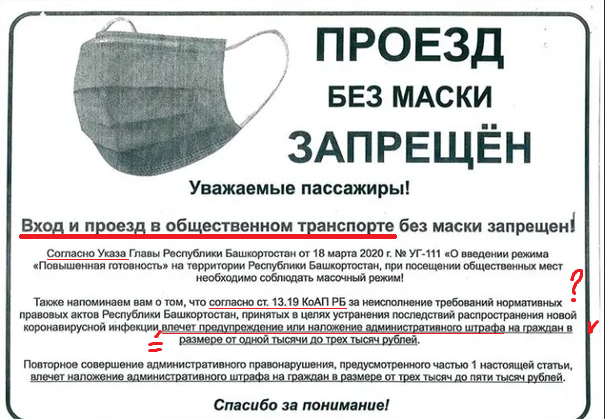 ПРОЕЗД
БЕЗ МАСКИ
ЗАПРЕЩЁН
Уважаемые пассажиры!
Вход и проезд в общественном транспорте без маски запрещен!
Согласно Указа Главы Республики Башкортостан от 18 марта 2020 г. № УГ-111 «О введении режима
«Повышенная готовность» на территории Республики Башкортостан, при посещении общественных мест
необходимо соблюдать масочный режим!
Также напоминаем вам о том, что согласно ст. 13.19 КоАП РБ за неисполнение требований нормативных
правовых актов Республики Башкортостан, принятых в целях устранения последствий распространения новой
коронавирусной инфекции влечет предупреждение или наложение административного штрафа на граждан в
размере от одной тысячи до трех тысяч рублей.
?
Повторное совершение административного правонарушения, предусмотренного частью 1 настоящей статьи,
влечет наложение административного штрафа на граждан в размере от трех тысяч до пяти тысяч рублей.
Спасибо за понимание!